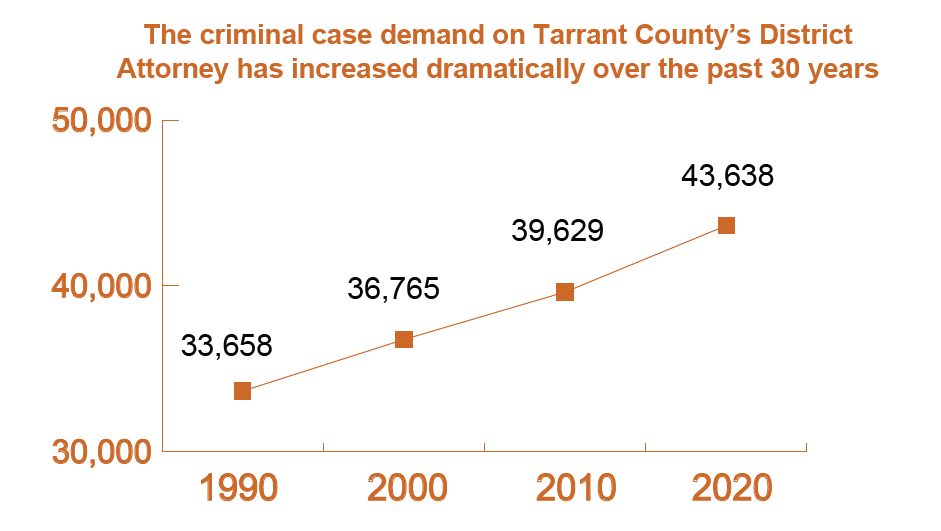 The criminal case demand on Tarrant County’s District
Attorney has increased dramatically over the past 30 years
50,000
43,638
39,629
40,000
36,765
33,658
30,000
1990 2000 2010 2020